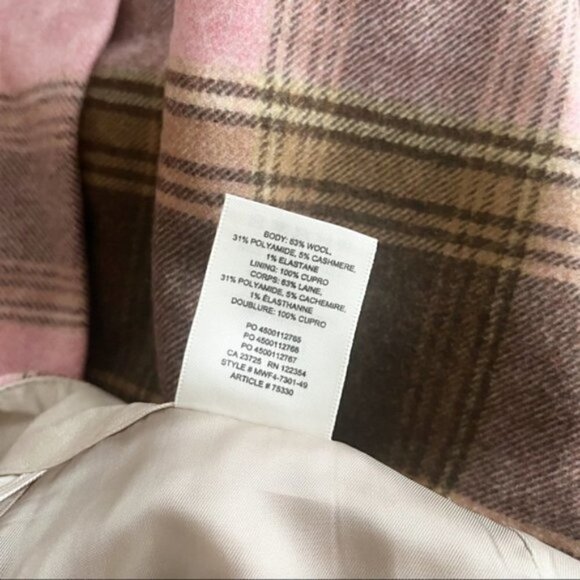 BODY: 63% WOOL,
31% POLYAMIDE, 5% CASHMERE,
1% ELASTANE
LINING: 100% CUPRO
CORPS: 63% LAINE,
31% POLYAMIDE, 5% CACHEMIRE,
1% ÉLASTHANNE
DOUBLURE: 100% CUPRO
PO 4500112765
PO 4500112766
PO 4500112767
CA 23725 RN 122354
STYLE # MWF4-7301-49
ARTICLE # 75330